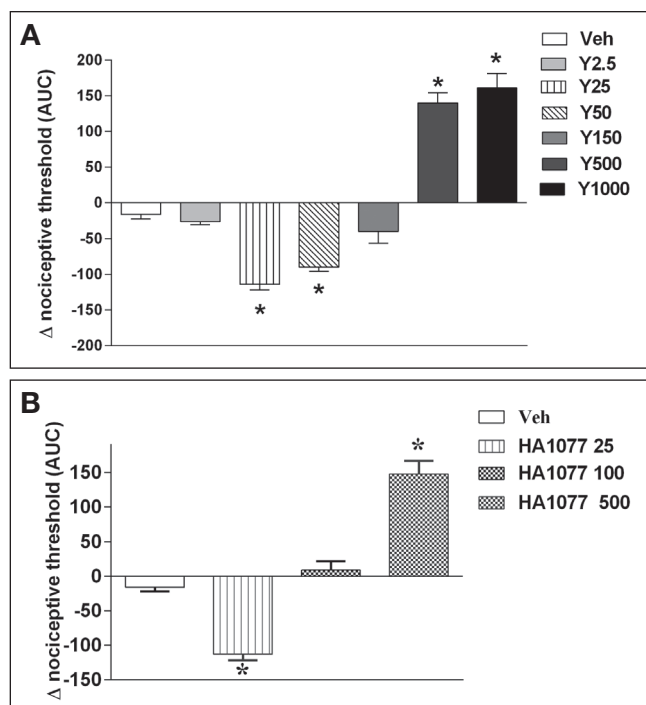 A
Δ nociceptive threshold (AUC)
200
150
100
50
0
-50
-100
-150
-200
*
*
*
*
Veh
Y2.5
Y25
Y50
Y150
Y500
Y1000
B
Δ nociceptive threshold (AUC)
150
100
50
0
-50
-100
-150
*
*
Veh
HA1077 25
HA1077 100
HA1077 500